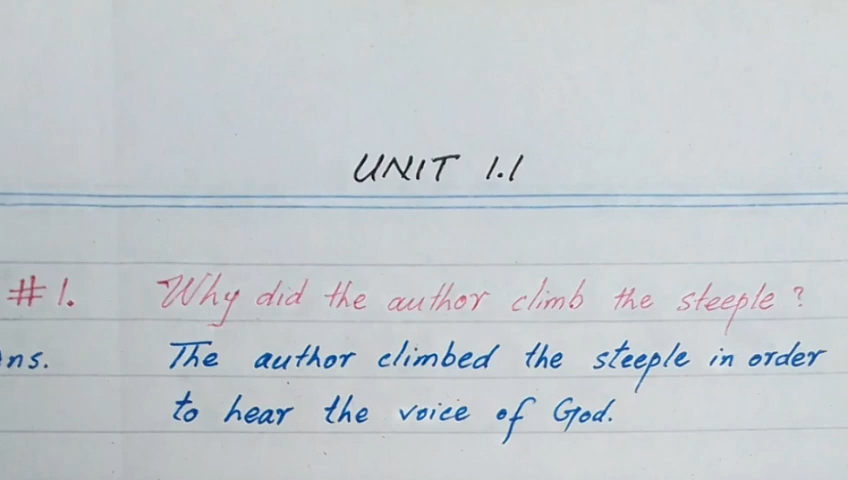 UNIT 1.1
#1. Why did the author climb the steeple?
ns. The author climbed the steeple in order
to hear the voice of God.